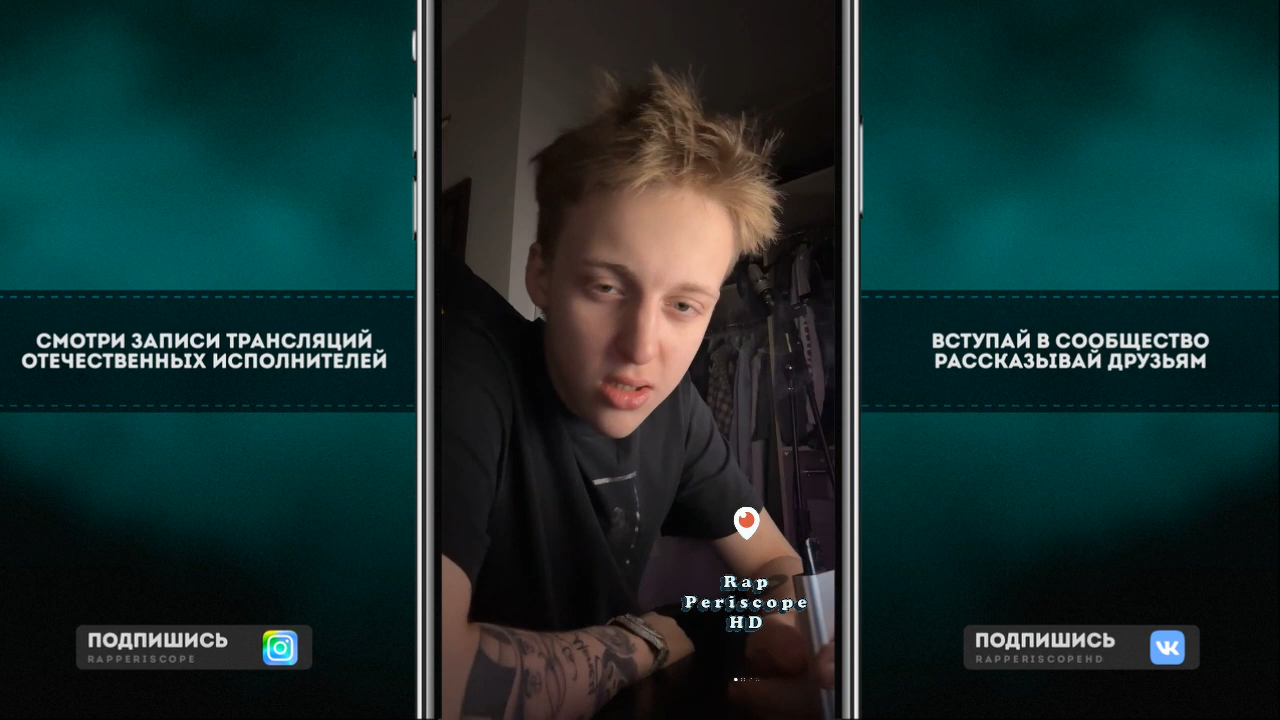 СМОТРИ ЗАПИСИ ТРАНСЛЯЦИЙ
ОТЕЧЕСТВЕННЫХ ИСПОЛНИТЕЛЕЙ
ВСТУПАЙ В СООБЩЕСТВО
РАССКАЗЫВАЙ ДРУЗЬЯМ
Rap
Periscope
HD
ПОДПИШИСЬ
RAPPERISCOPE
ПОДПИШИСЬ
RAPPERISCOPEHD